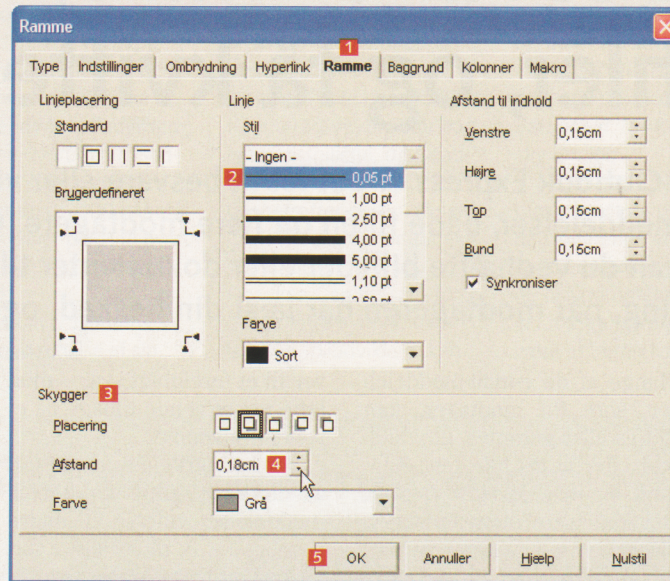 Ramme
1
Type Indstillinger Ombrydning Hyperlink Ramme Baggrund Kolonner Makro
Linjeplacering
Standard
Brugerdefineret
Linje
Stil
- Ingen -
2 0,05 pt
1,00 pt
2,50 pt
4,00 pt
5,00 pt
1,10 pt
2,60 pt
Farve
Sort
Afstand til indhold
Venstre 0,15cm
Højre 0,15cm
Top 0,15cm
Bund 0,15cm
Synkroniser
Skygger 3
Placering
Afstand 0,18cm 4
Farve Grå
5 OK Annuller Hjælp Nulstil